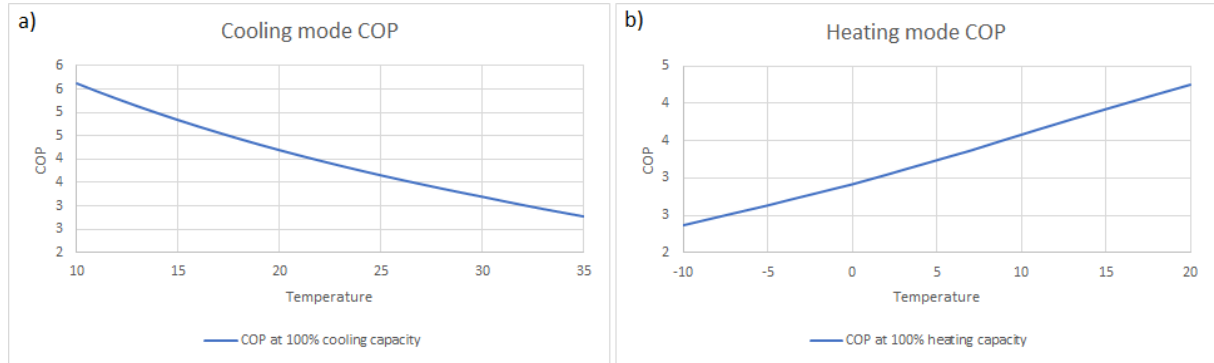 a)
Cooling mode COP
COP
6
6
5
5
4
4
3
3
2
10 15 20 25 30 35
Temperature
COP at 100% cooling capacity
b)
Heating mode COP
COP
5
4
4
3
3
2
-10 -5 0 5 10 15 20
Temperature
COP at 100% heating capacity